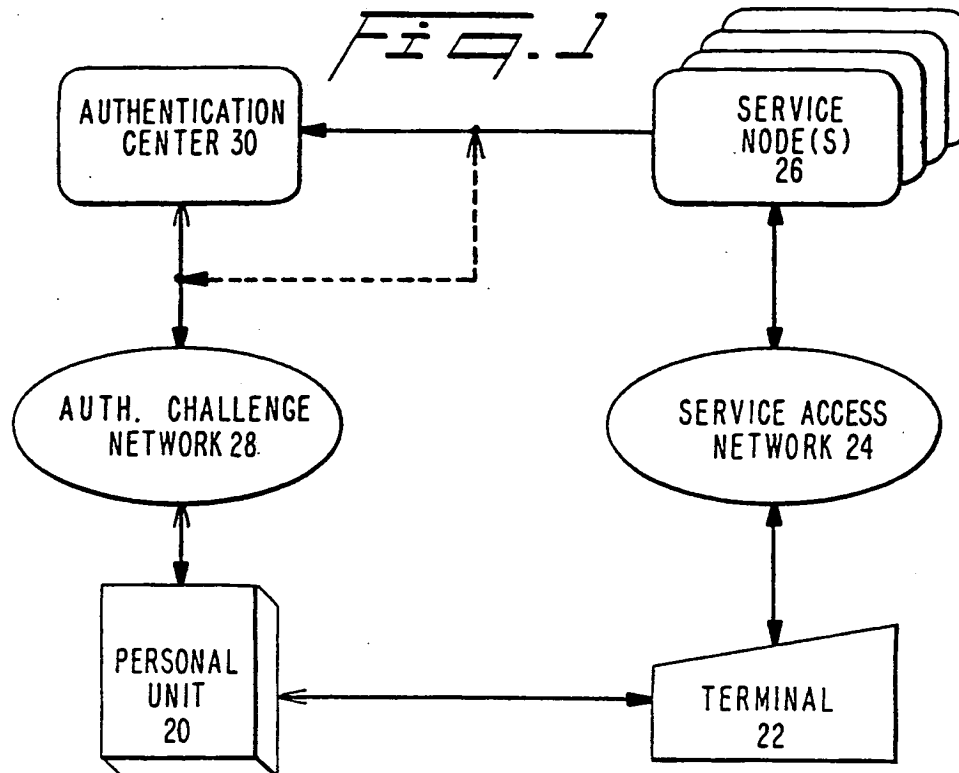 Fig. 1
AUTHENTICATION
CENTER 30
SERVICE
NODE(S)
26
AUTH. CHALLENGE
NETWORK 28
SERVICE ACCESS
NETWORK 24
PERSONAL
UNIT
20
TERMINAL
22